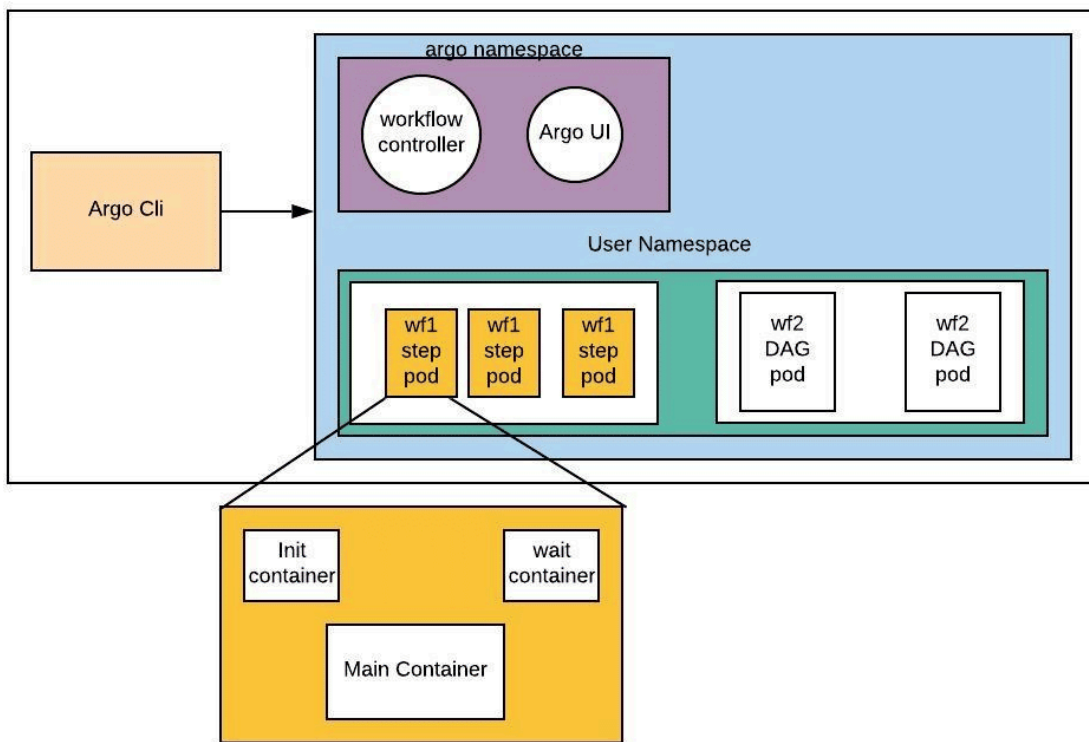 argo namespace
workflow
controller
Argo UI
Argo Cli
User Namespace
wf1
step
pod
wf1
step
pod
wf1
step
pod
wf2
DAG
pod
wf2
DAG
pod
Init
container
wait
container
Main Container